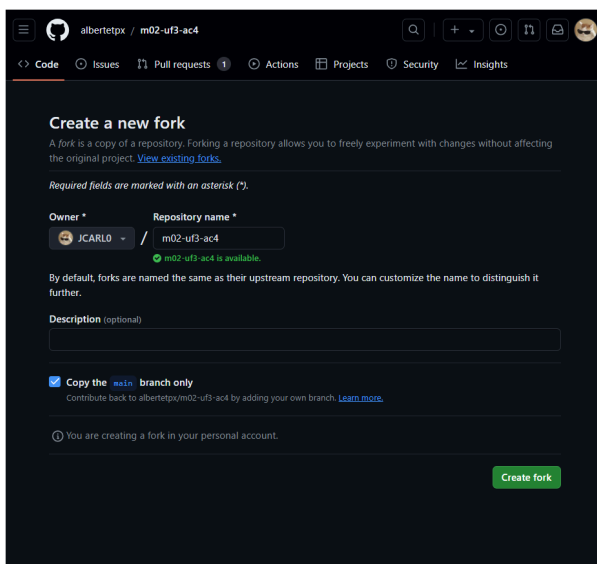 albertetpx / m02-uf3-ac4
Code Issues Pull requests 1 Actions Projects Security Insights
Create a new fork
A fork is a copy of a repository. Forking a repository allows you to freely experiment with changes without affecting
the original project. View existing forks.
Required fields are marked with an asterisk (*).
Owner * Repository name *
JCARL0 / m02-uf3-ac4
m02-uf3-ac4 is available.
By default, forks are named the same as their upstream repository. You can customize the name to distinguish it
further.
Description (optional)
Copy the main branch only
Contribute back to albertetpx/m02-uf3-ac4 by adding your own branch. Learn more.
You are creating a fork in your personal account.
Create fork